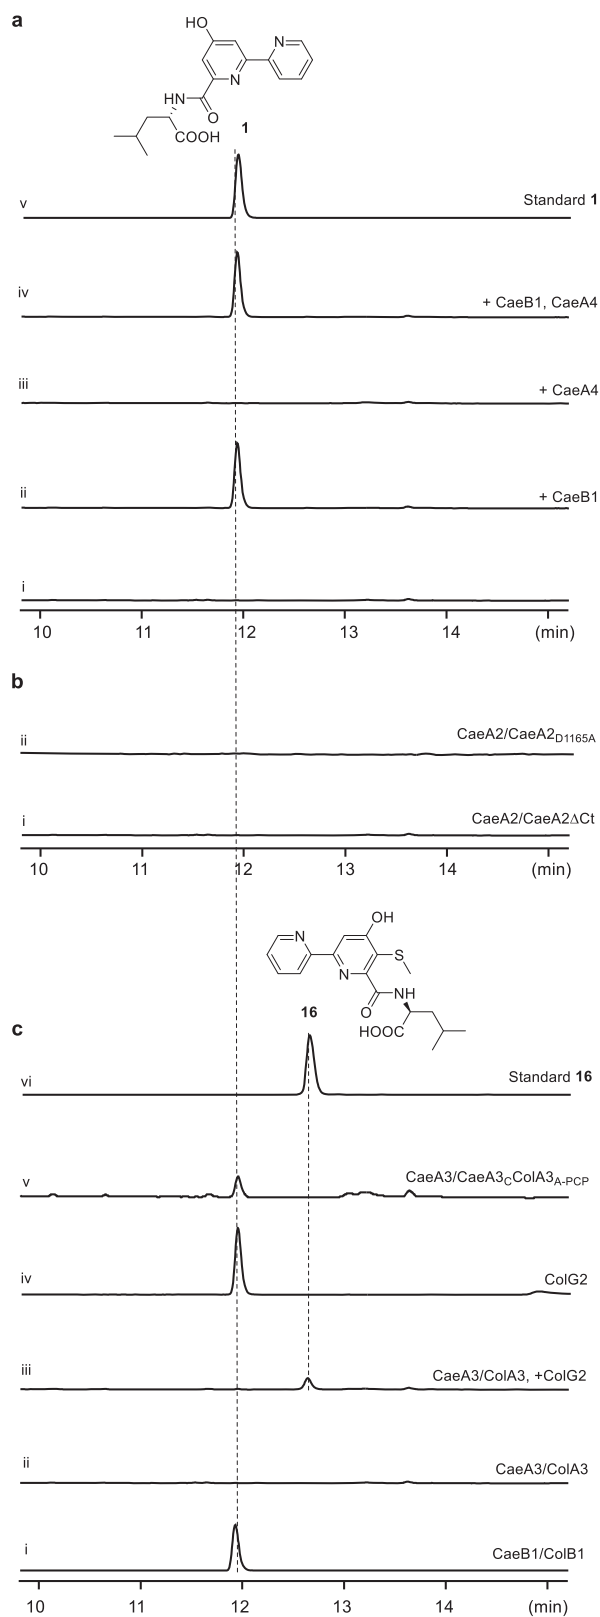 a
HO
N
N
HN
O
COOH
1
v
Standard 1
iv
+ CaeB1, CaeA4
iii
+ CaeA4
ii
+ CaeB1
i
10 11 12 13 14 (min)
b
ii
CaeA2/CaeA2D1165A
i
CaeA2/CaeA2ΔCt
10 11 12 13 14 (min)
OH
N
S
N
HN
O
HOOC
16
c
vi
Standard 16
v
CaeA3/CaeA3CColA3A-PCP
iv
ColG2
iii
CaeA3/ColA3, +ColG2
ii
CaeA3/ColA3
i
CaeB1/ColB1
10 11 12 13 14 (min)